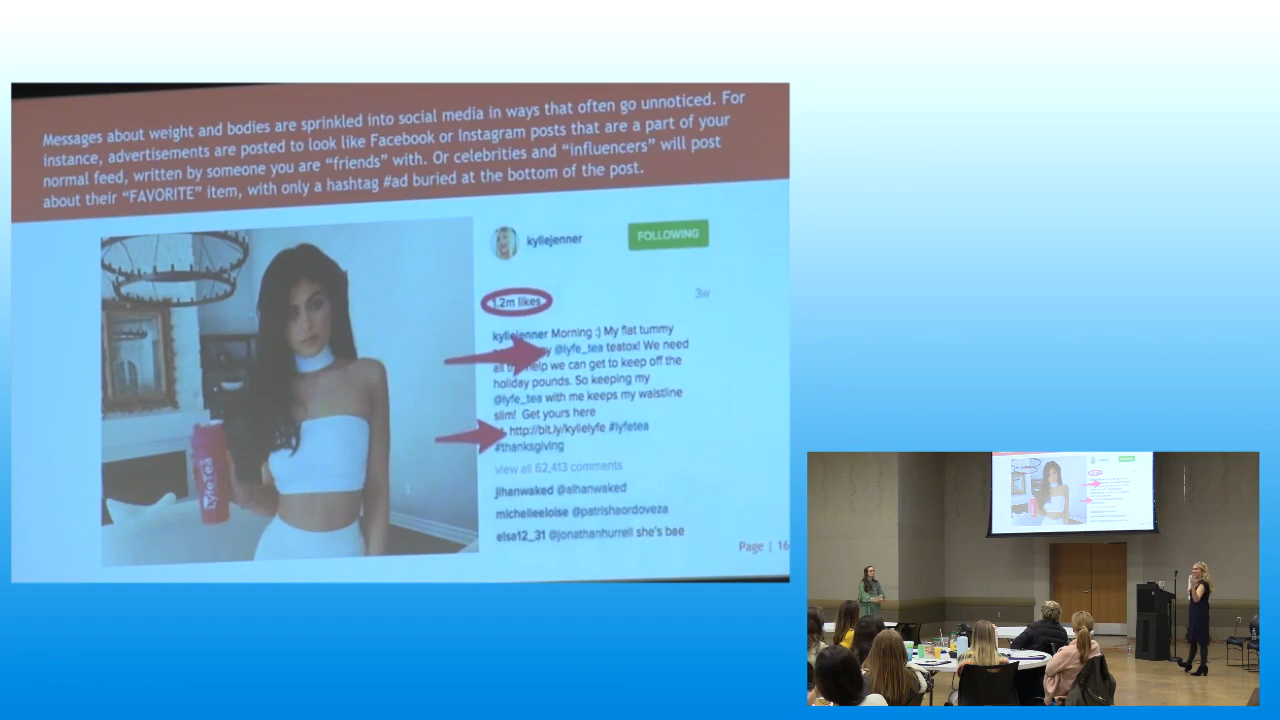 Messages about weight and bodies are sprinkled into social media in ways that often go unnoticed. For
instance, advertisements are posted to look like Facebook or Instagram posts that are a part of your
normal feed, written by someone you are “friends” with. Or celebrities and “influencers” will post
about their “FAVORITE” item, with only a hashtag #ad buried at the bottom of the post.
kyliejenner
FOLLOWING
1.2m likes
3w
kyliejenner Morning :) My flat tummy
@lyfe_tea teatox! We need
all the help we can get to keep off the
holiday pounds. So keeping my
@lyfe_tea with me keeps my waistline
slim! Get yours here
http://bit.ly/kylielyfe #lyfetea
#thanksgiving
view all 62,413 comments
jihanwaked @alhanwaked
michelleeloise @patrishaordoveza
elsa12_31 @jonathanhurrell she's bae
LyfeTea
Page | 16